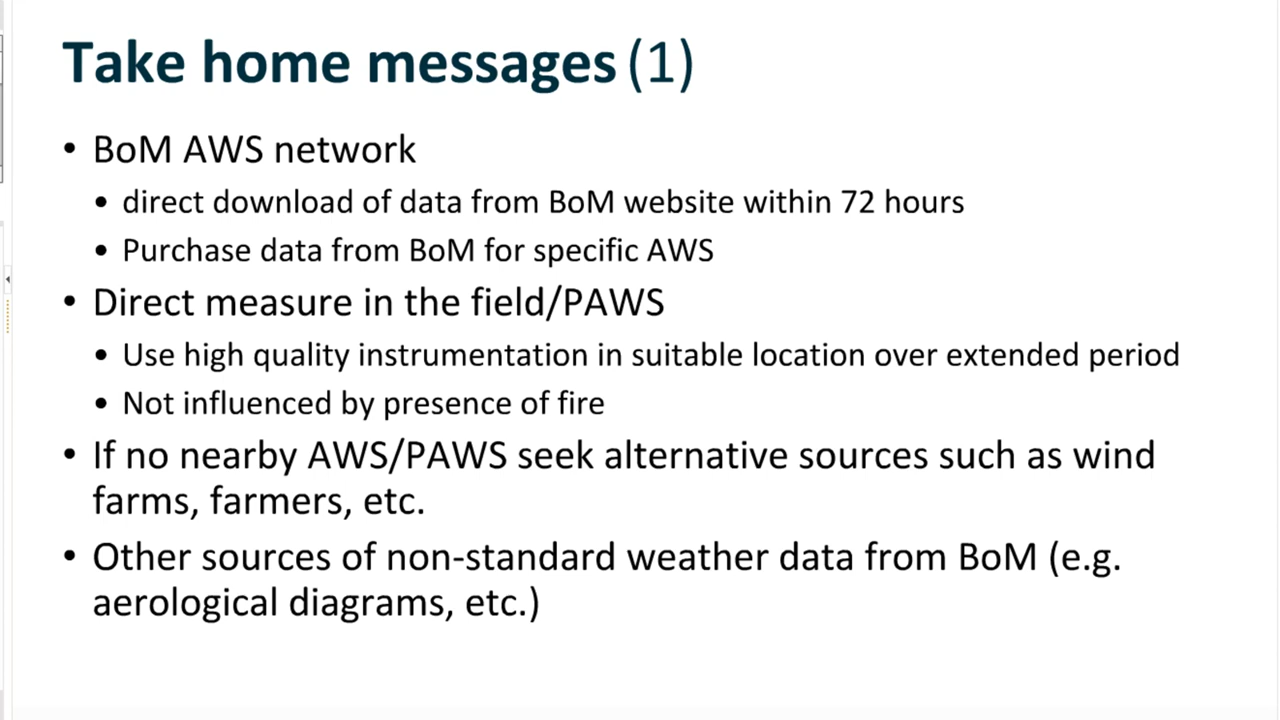 Take home messages (1)
• BoM AWS network
• direct download of data from BoM website within 72 hours
• Purchase data from BoM for specific AWS
• Direct measure in the field/PAWS
• Use high quality instrumentation in suitable location over extended period
• Not influenced by presence of fire
• If no nearby AWS/PAWS seek alternative sources such as wind
farms, farmers, etc.
• Other sources of non-standard weather data from BoM (e.g.
aerological diagrams, etc.)